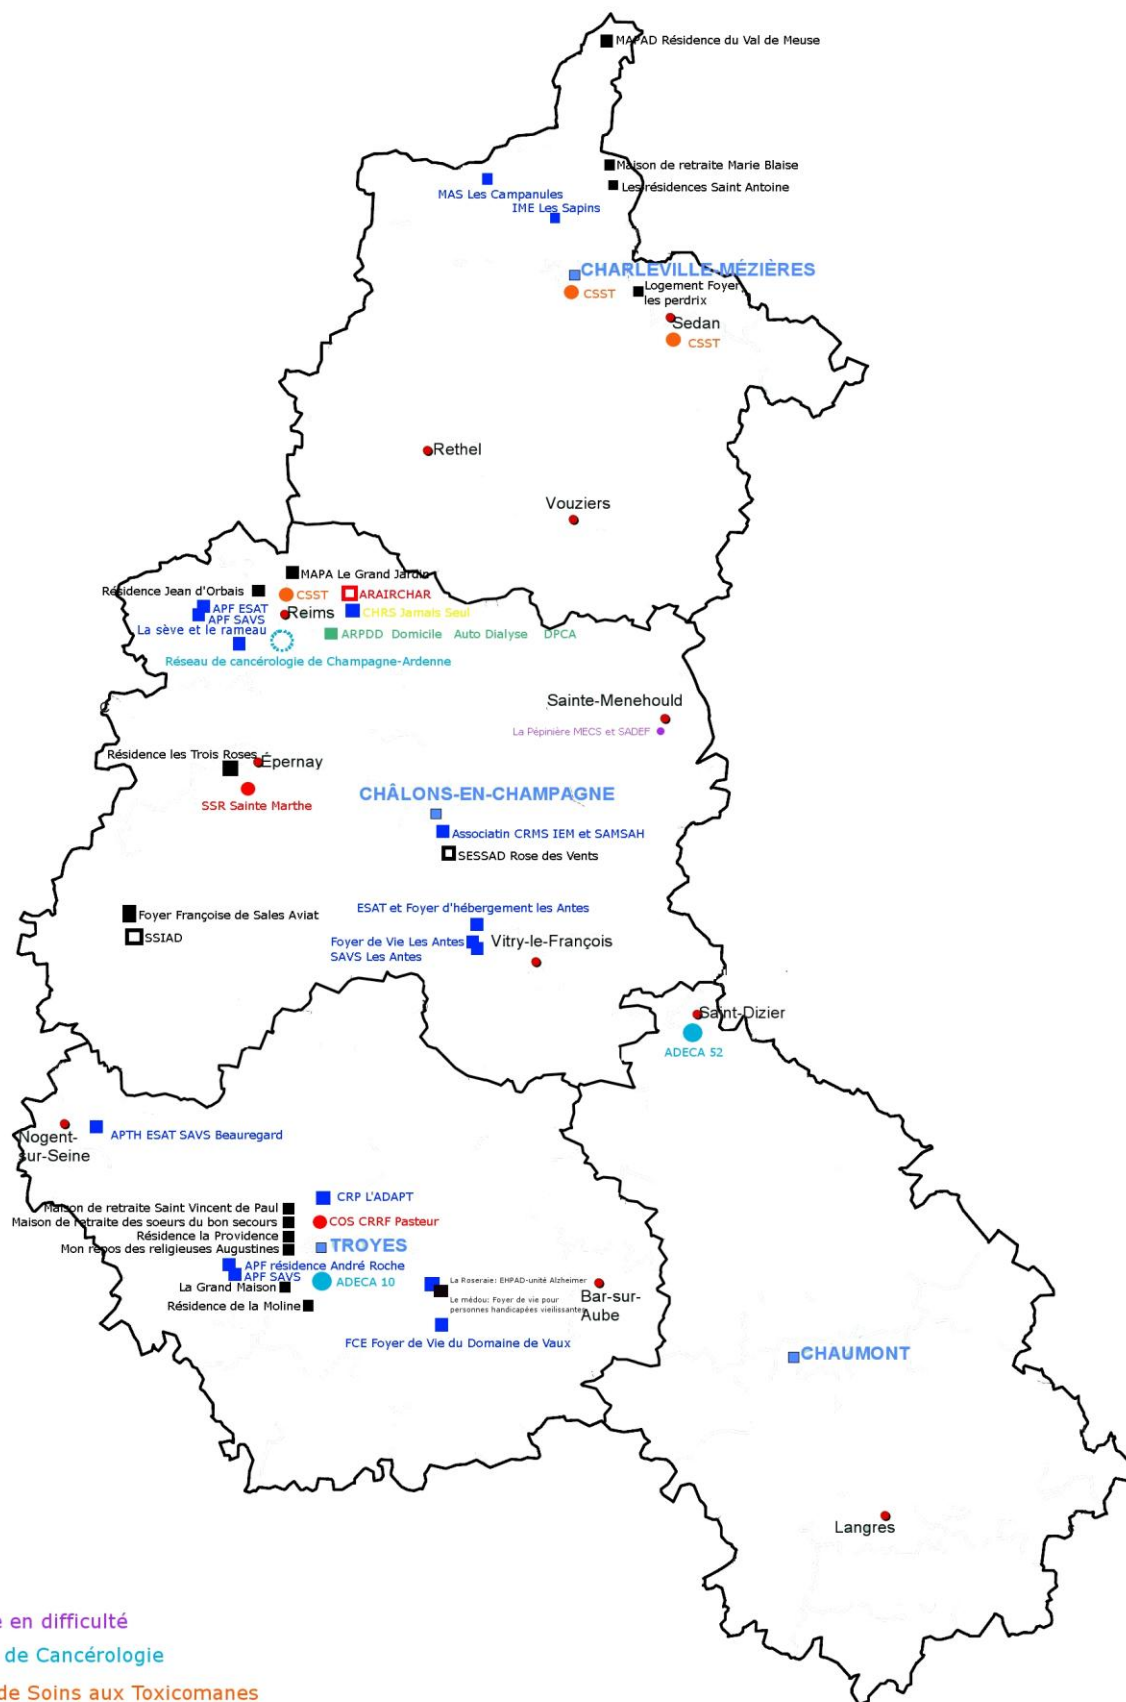 MAPAD Résidence du Val de Meuse
Maison de retraite Marie Blaise
Les résidences Saint Antoine
MAS Les Campanules
IME Les Sapins
CHARLEVILLE-MÉZIÈRES
CSST
Logement Foyer
les perdrix
Sedan
CSST
Rethel
Vouziers
MAPA Le Grand Jardin
Résidence Jean d'Orbais
CSST
ARAIRCHAR
APF ESAT
APF SAVS
Reims
CHRS Jamais Seul
La sève et le rameau
ARPDD Domicile Auto Dialyse DPCA
Réseau de cancérologie de Champagne-Ardenne
Sainte-Menehould
La Pépinière MECS et SADEF
Résidence les Trois Roses
Épernay
SSR Sainte Marthe
CHÂLONS-EN-CHAMPAGNE
Associatin CRMS IEM et SAMSAH
SESSAD Rose des Vents
Foyer Françoise de Sales Aviat
SSIAD
ESAT et Foyer d'hébergement les Antes
Foyer de Vie Les Antes
SAVS Les Antes
Vitry-le-François
Saint-Dizier
ADECA 52
Nogent-
sur-Seine
APTH ESAT SAVS Beauregard
CRP L'ADAPT
Maison de retraite Saint Vincent de Paul
Maison de retraite des soeurs du bon secours
COS CRRF Pasteur
Résidence la Providence
Mon repos des religieuses Augustines
TROYES
APF résidence André Roche
APF SAVS
La Grand Maison
ADECA 10
Résidence de la Moline
La Roseraie: EHPAD-unité Alzheimer
Le mèdou: Foyer de vie pour
personnes handicapées vieilissantes
Bar-sur-
Aube
FCE Foyer de Vie du Domaine de Vaux
CHAUMONT
Langres
en difficulté
de Cancérologie
de Soins aux Toxicomanes